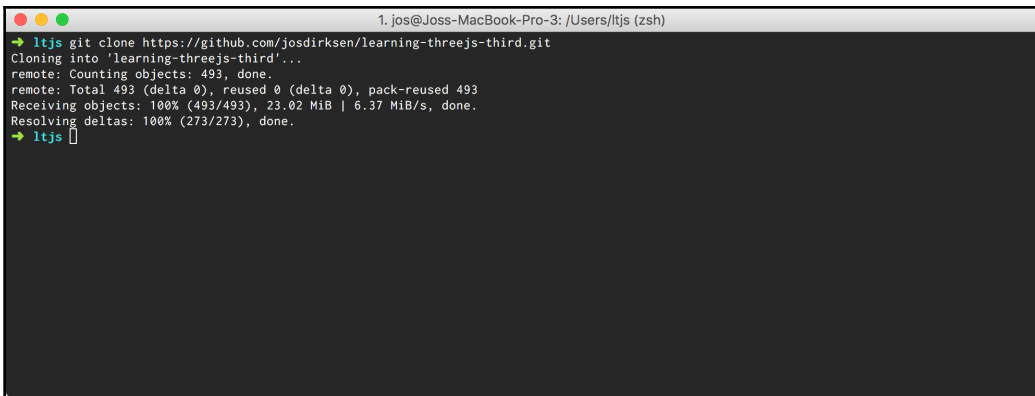 1. jos@Joss-MacBook-Pro-3: /Users/ltjs (zsh)
➜ ltjs git clone https://github.com/josdirksen/learning-threejs-third.git
Cloning into 'learning-threejs-third'...
remote: Counting objects: 493, done.
remote: Total 493 (delta 0), reused 0 (delta 0), pack-reused 493
Receiving objects: 100% (493/493), 23.02 MiB | 6.37 MiB/s, done.
Resolving deltas: 100% (273/273), done.
➜ ltjs